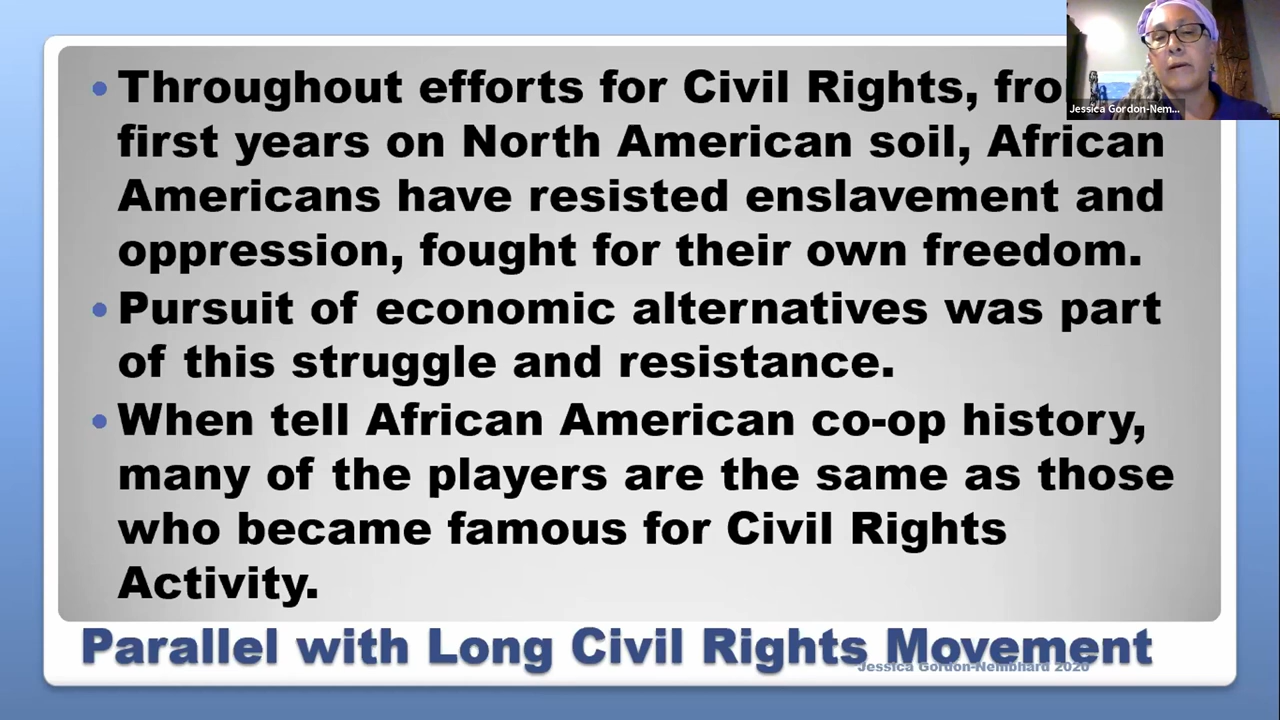 • Throughout efforts for Civil Rights, fro
first years on North American soil, African
Americans have resisted enslavement and
oppression, fought for their own freedom.
• Pursuit of economic alternatives was part
of this struggle and resistance.
• When tell African American co-op history,
many of the players are the same as those
who became famous for Civil Rights
Activity.
Parallel with Long Civil Rights Movement
Jessica Gordon-Nembhard 2020
Jessica Gordon-Nem...